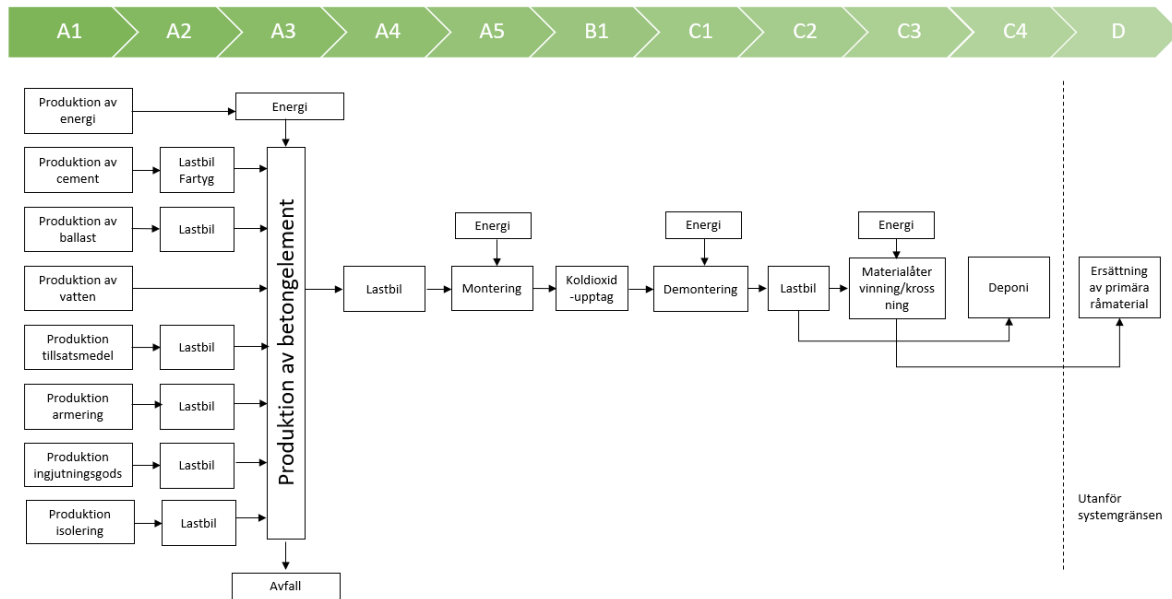 A1
A2
A3
A4
A5
B1
C1
C2
C3
C4
D
Produktion av
energi
Energi
Produktion av
cement
Lastbil
Fartyg
Produktion av
ballast
Lastbil
Produktion av
vatten
Produktion
tillsatsmedel
Lastbil
Produktion
armering
Lastbil
Produktion
ingjutningsgods
Lastbil
Produktion
isolering
Lastbil
Produktion av betongelement
Avfall
Lastbil
Energi
Montering
Koldioxid
-upptag
Energi
Demontering
Lastbil
Energi
Materialåter
vinning/kross
ning
Deponi
Ersättning
av primära
råmaterial
Utanför
systemgränsen